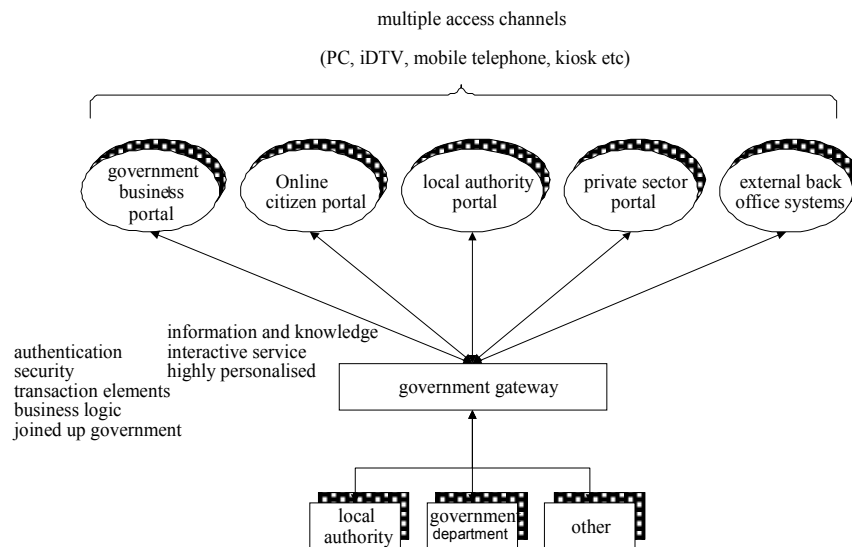 multiple access channels
(PC, iDTV, mobile telephone, kiosk etc)
government
business
portal
Online
citizen portal
local authority
portal
private sector
portal
external back
office systems
information and knowledge
interactive service
highly personalised
authentication
security
transaction elements
business logic
joined up government
government gateway
local
authority
government
department
other